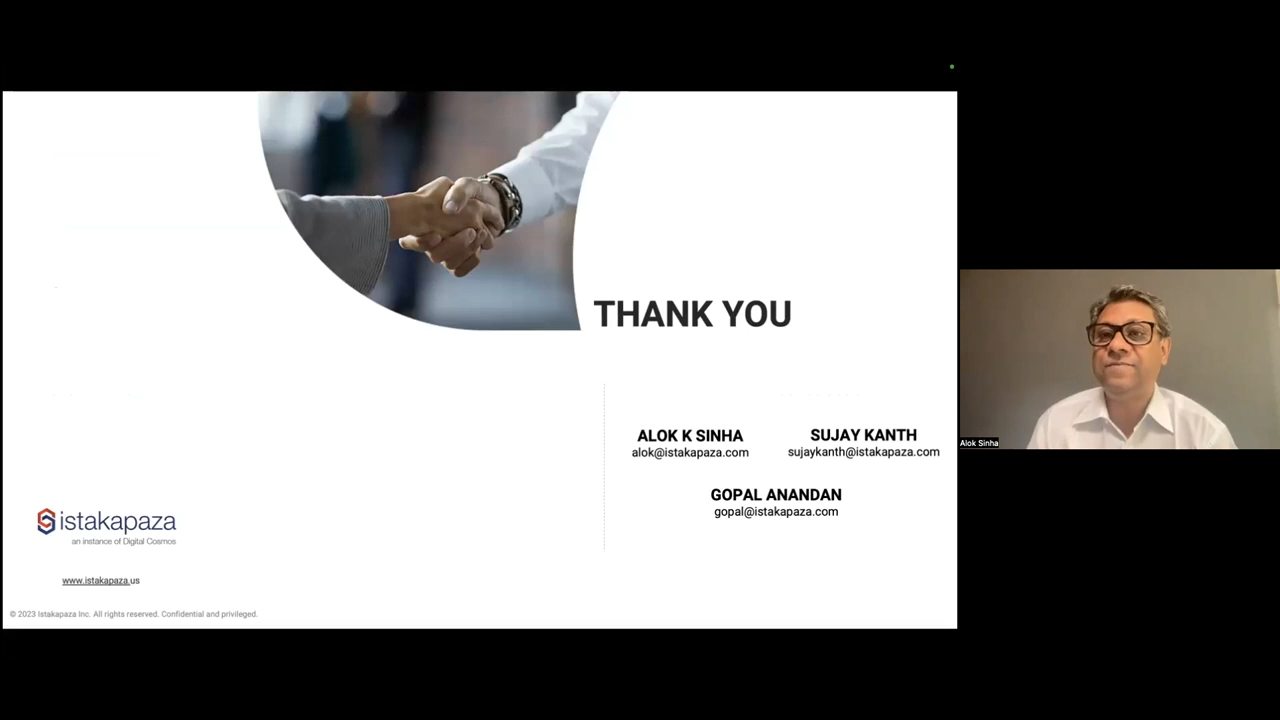 THANK YOU
ALOK K SINHA
alok@istakapaza.com
SUJAY KANTH
sujaykanth@istakapaza.com
GOPAL ANANDAN
gopal@istakapaza.com
istakapaza
an instance of Digital Cosmos
www.istakapaza.us
© 2023 Istakapaza Inc. All rights reserved. Confidential and privileged.
Alok Sinha